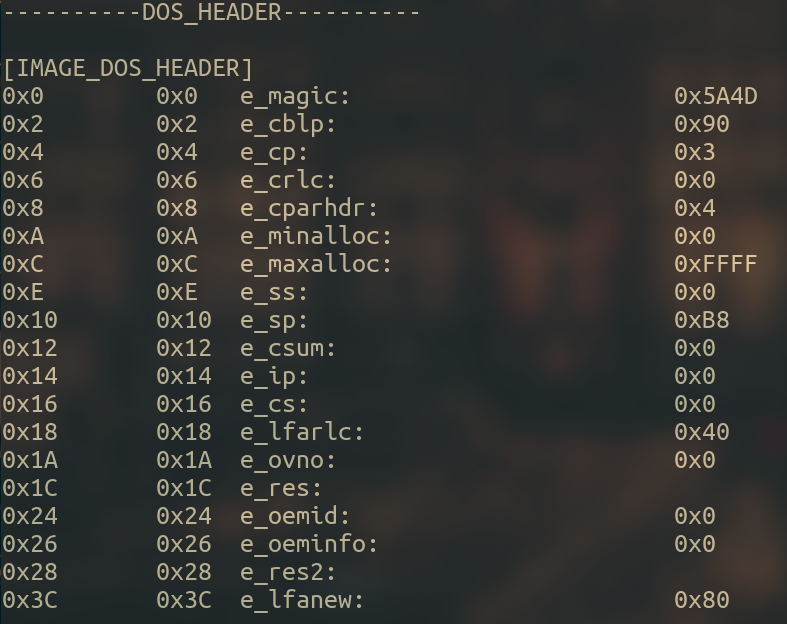 ----------DOS_HEADER----------
[IMAGE_DOS_HEADER]
0x0 0x0 e_magic: 0x5A4D
0x2 0x2 e_cblp: 0x90
0x4 0x4 e_cp: 0x3
0x6 0x6 e_crlc: 0x0
0x8 0x8 e_cparhdr: 0x4
0xA 0xA e_minalloc: 0x0
0xC 0xC e_maxalloc: 0xFFFF
0xE 0xE e_ss: 0x0
0x10 0x10 e_sp: 0xB8
0x12 0x12 e_csum: 0x0
0x14 0x14 e_ip: 0x0
0x16 0x16 e_cs: 0x0
0x18 0x18 e_lfarlc: 0x40
0x1A 0x1A e_ovno: 0x0
0x1C 0x1C e_res:
0x24 0x24 e_oemid: 0x0
0x26 0x26 e_oeminfo: 0x0
0x28 0x28 e_res2:
0x3C 0x3C e_lfanew: 0x80